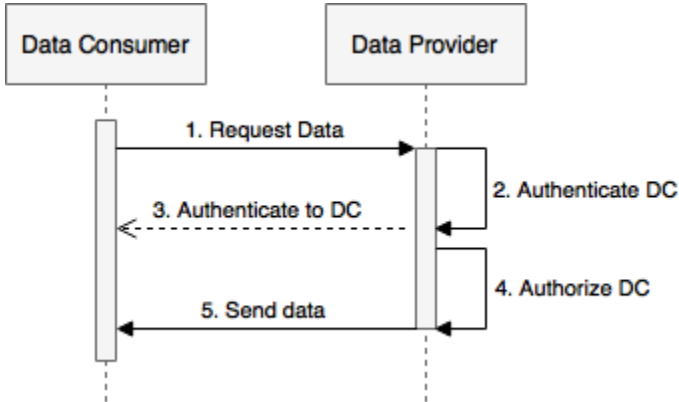 Data Consumer
Data Provider
1. Request Data
2. Authenticate DC
3. Authenticate to DC
4. Authorize DC
5. Send data